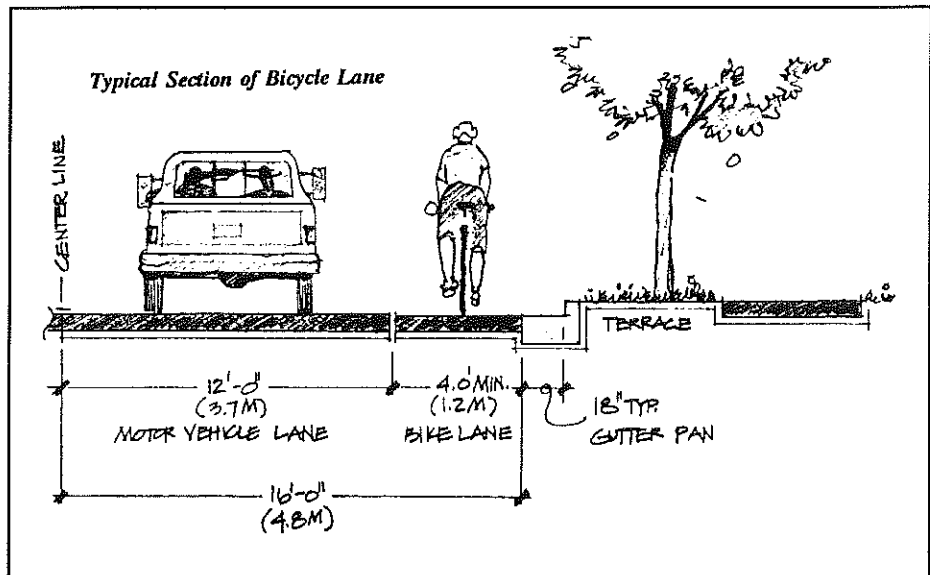 Typical Section of Bicycle Lane
CENTER LINE
TERRACE
12'-0"
(3.7M)
MOTOR VEHICLE LANE
4.0' MIN.
(1.2M)
BIKE LANE
18" TYP.
GUTTER PAN
16'-0"
(4.8M)